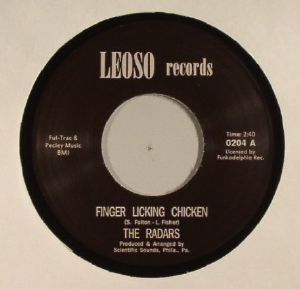 LEOSO records
Ful-Trac &
Pecley Music
BMI
Time: 2:40
0204 A
Licensed by
Funkadelphia Rec.
FINGER LICKING CHICKEN
(S. Fulton - L. Fisher)
THE RADARS
Produced & Arranged by
Scientific Sounds, Phila., Pa.